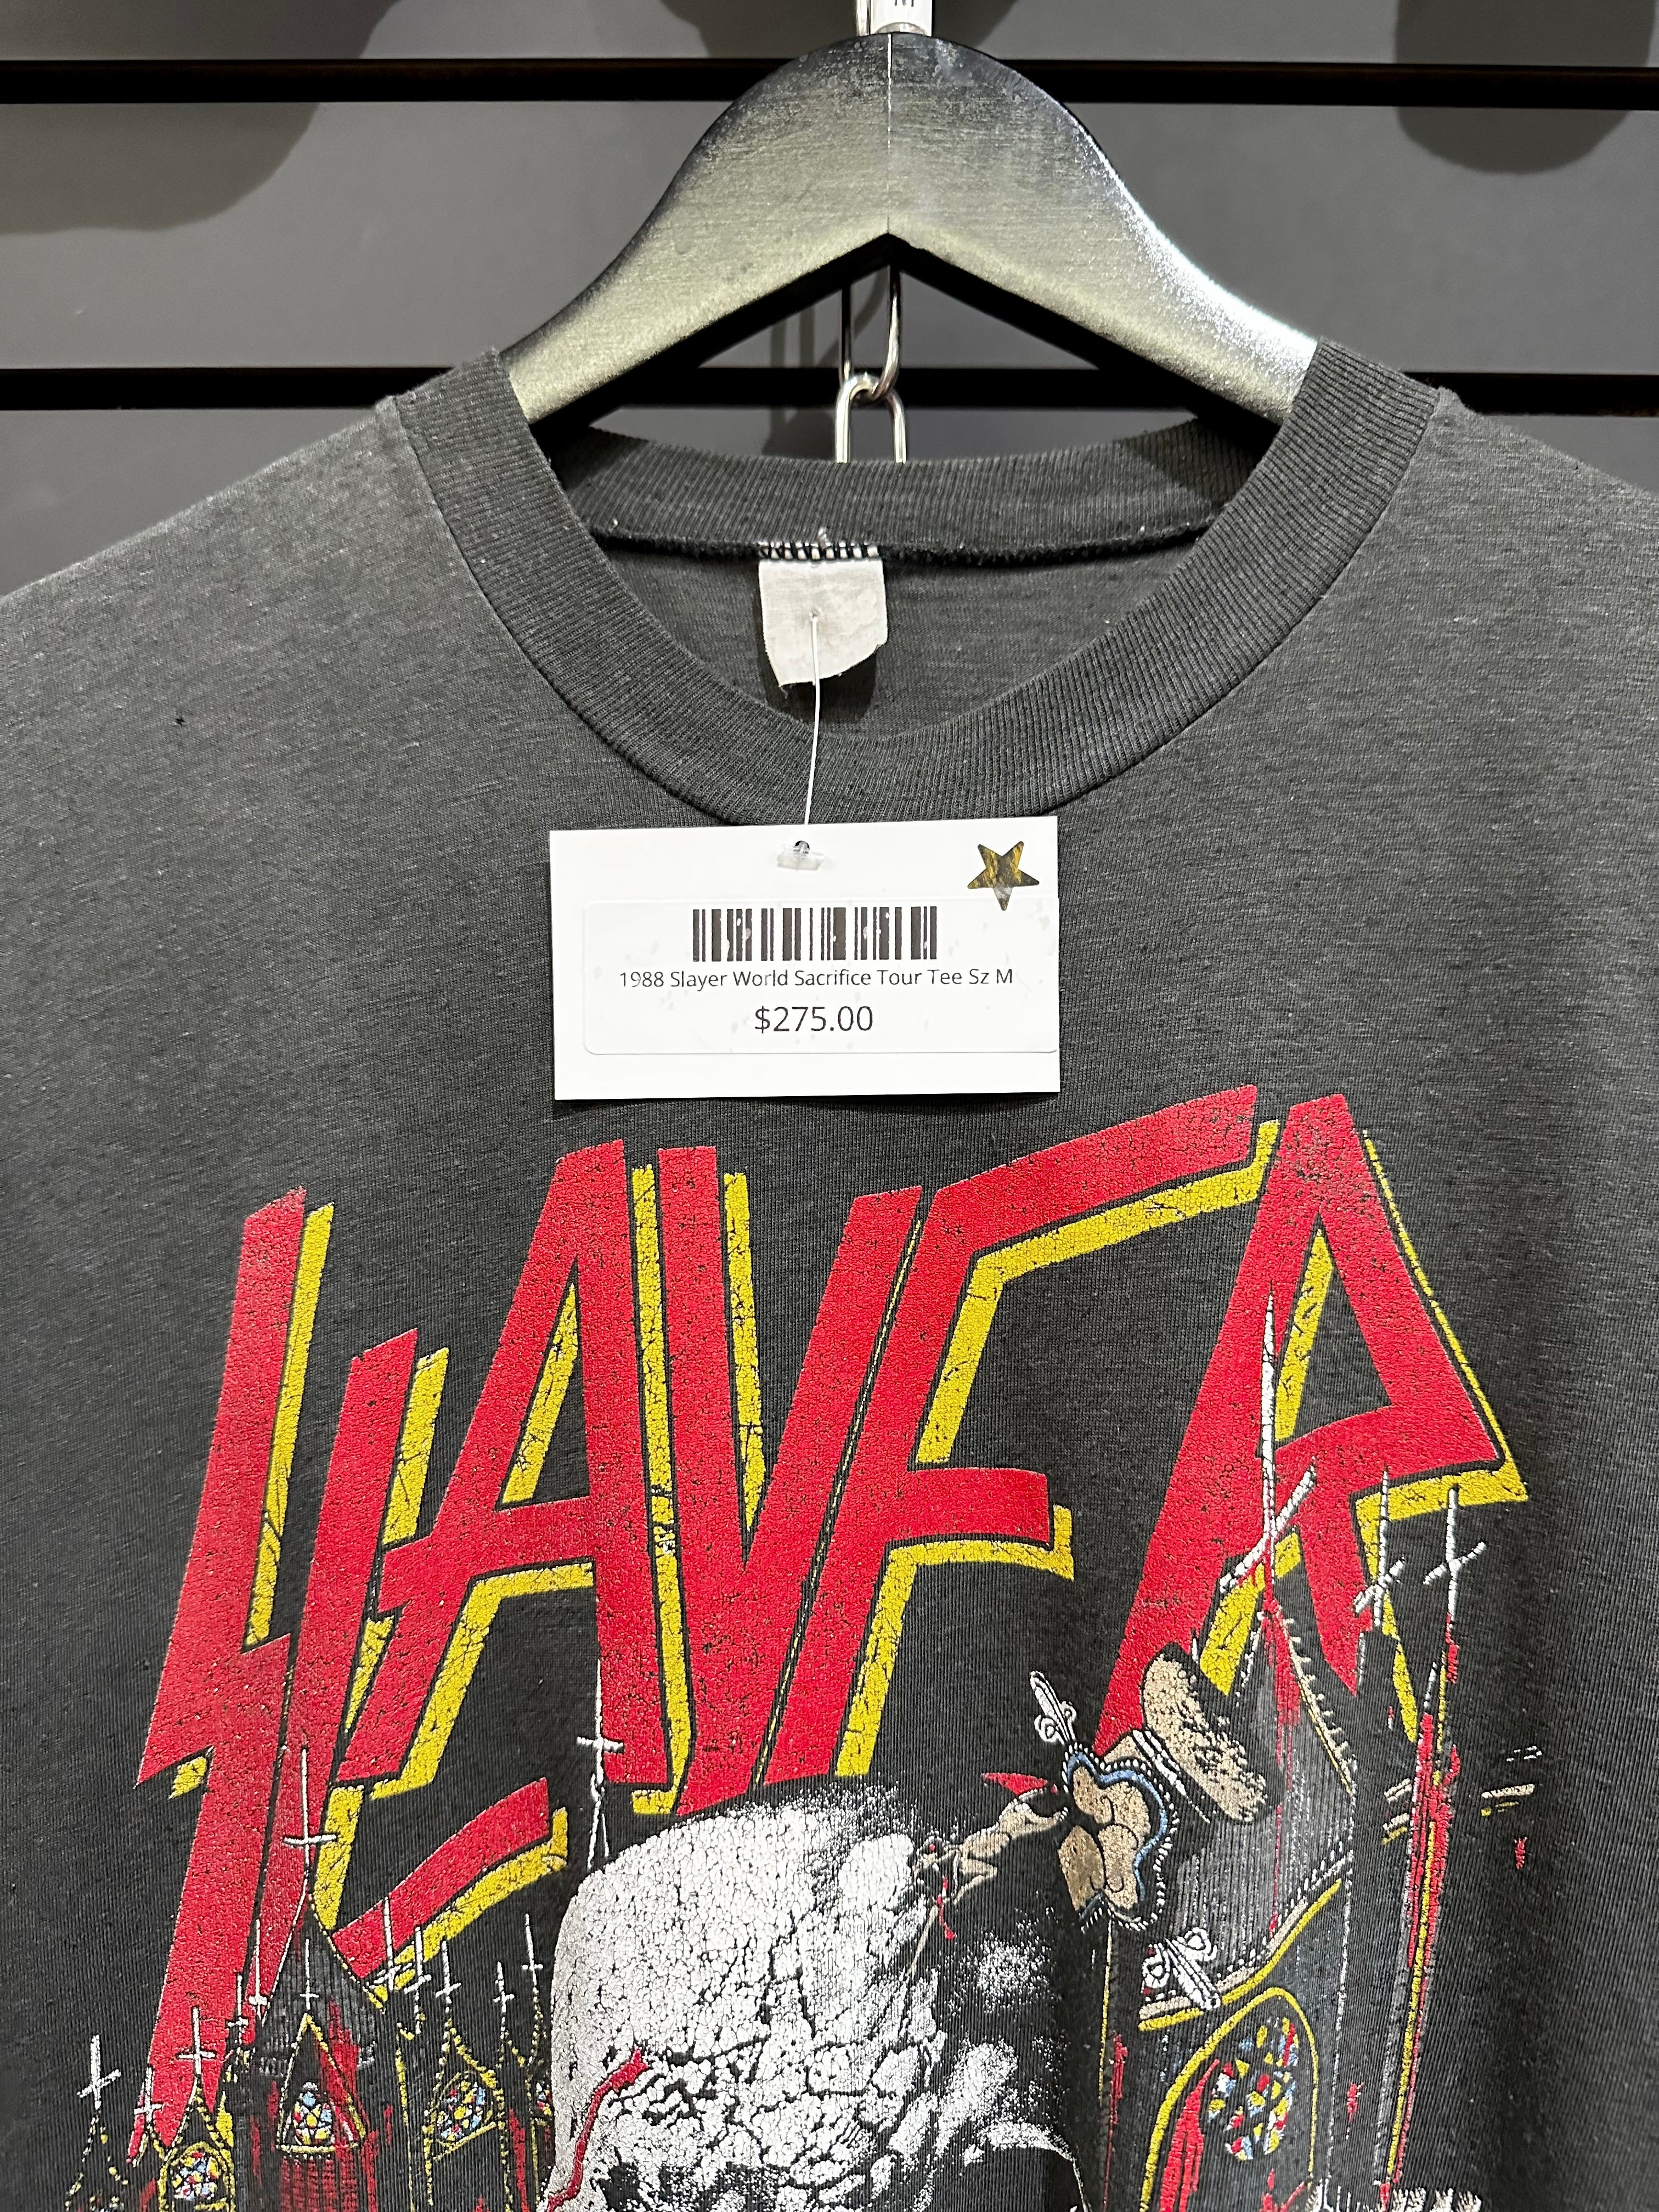 1988 Slayer World Sacrifice Tour Tee Sz M
$275.00
SLAYER